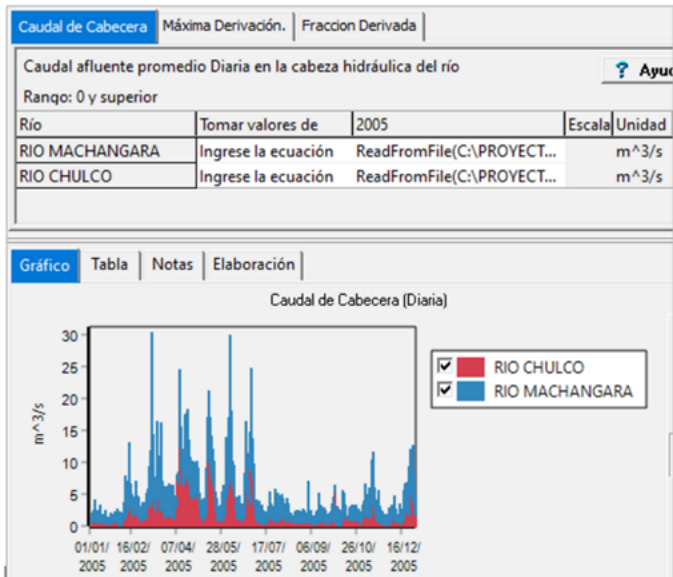 Caudal de Cabecera Máxima Derivación. Fraccion Derivada
Caudal afluente promedio Diaria en la cabeza hidráulica del río
? Ayuc
Rango: 0 y superior
Río Tomar valores de 2005 Escala Unidad
RIO MACHANGARA Ingrese la ecuación ReadFromFile(C:\PROYECT... m^3/s
RIO CHULCO Ingrese la ecuación ReadFromFile(C:\PROYECT... m^3/s
Gráfico Tabla Notas Elaboración
Caudal de Cabecera (Diaria)
30
25
20
15
10
5
0
m^3/s
RIO CHULCO
RIO MACHANGARA
01/01/ 16/02/ 07/04/ 28/05/ 17/07/ 06/09/ 26/10/ 16/12/
2005 2005 2005 2005 2005 2005 2005 2005